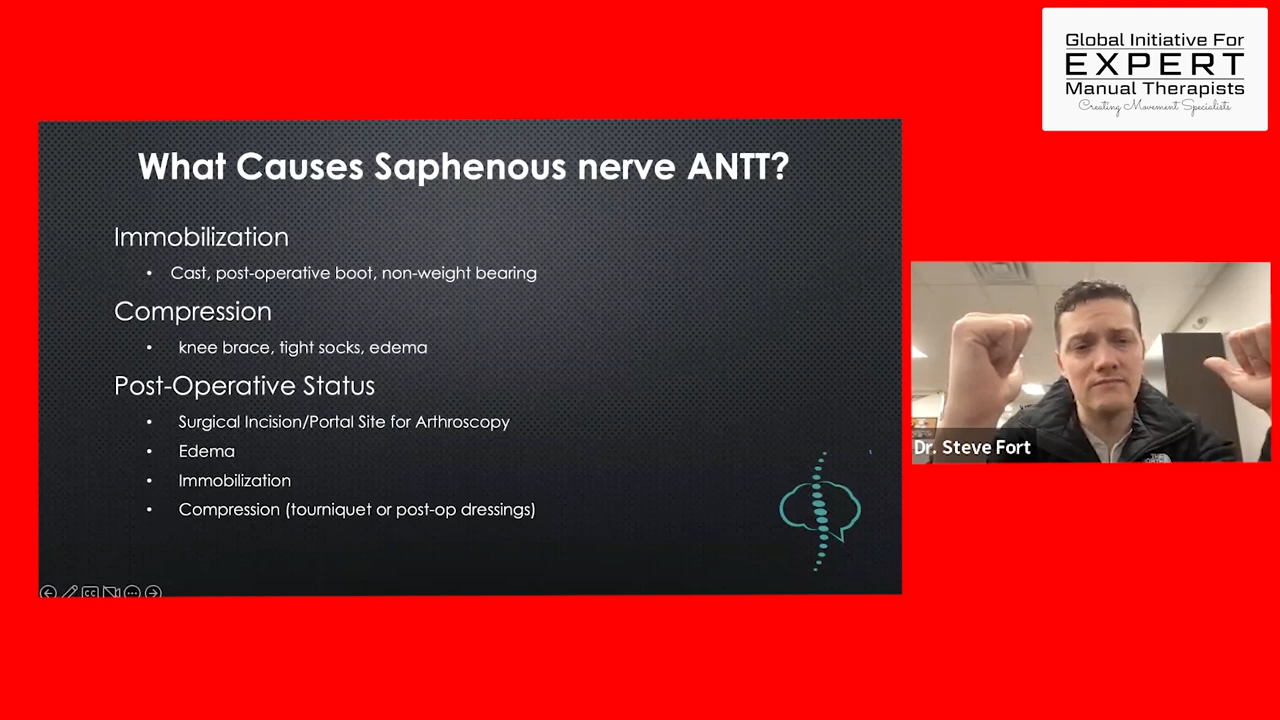 Global Initiative For
EXPERT
Manual Therapists
Creating Movement Specialists
What Causes Saphenous nerve ANTT?
Immobilization
• Cast, post-operative boot, non-weight bearing
Compression
• knee brace, tight socks, edema
Post-Operative Status
• Surgical Incision/Portal Site for Arthroscopy
• Edema
• Immobilization
• Compression (tourniquet or post-op dressings)
Dr. Steve Fort